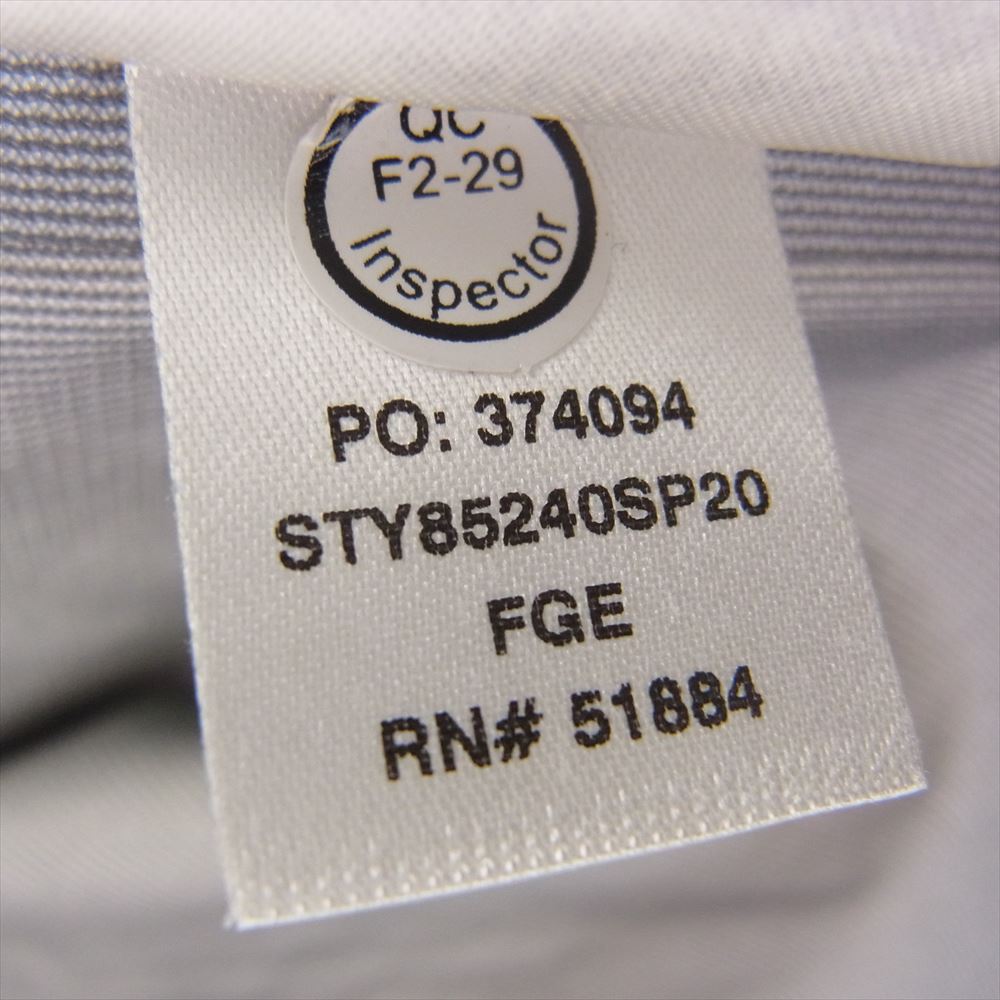 QC
F2-29
Inspector
PO: 374094
STY85240SP20
FGE
RN# 51884